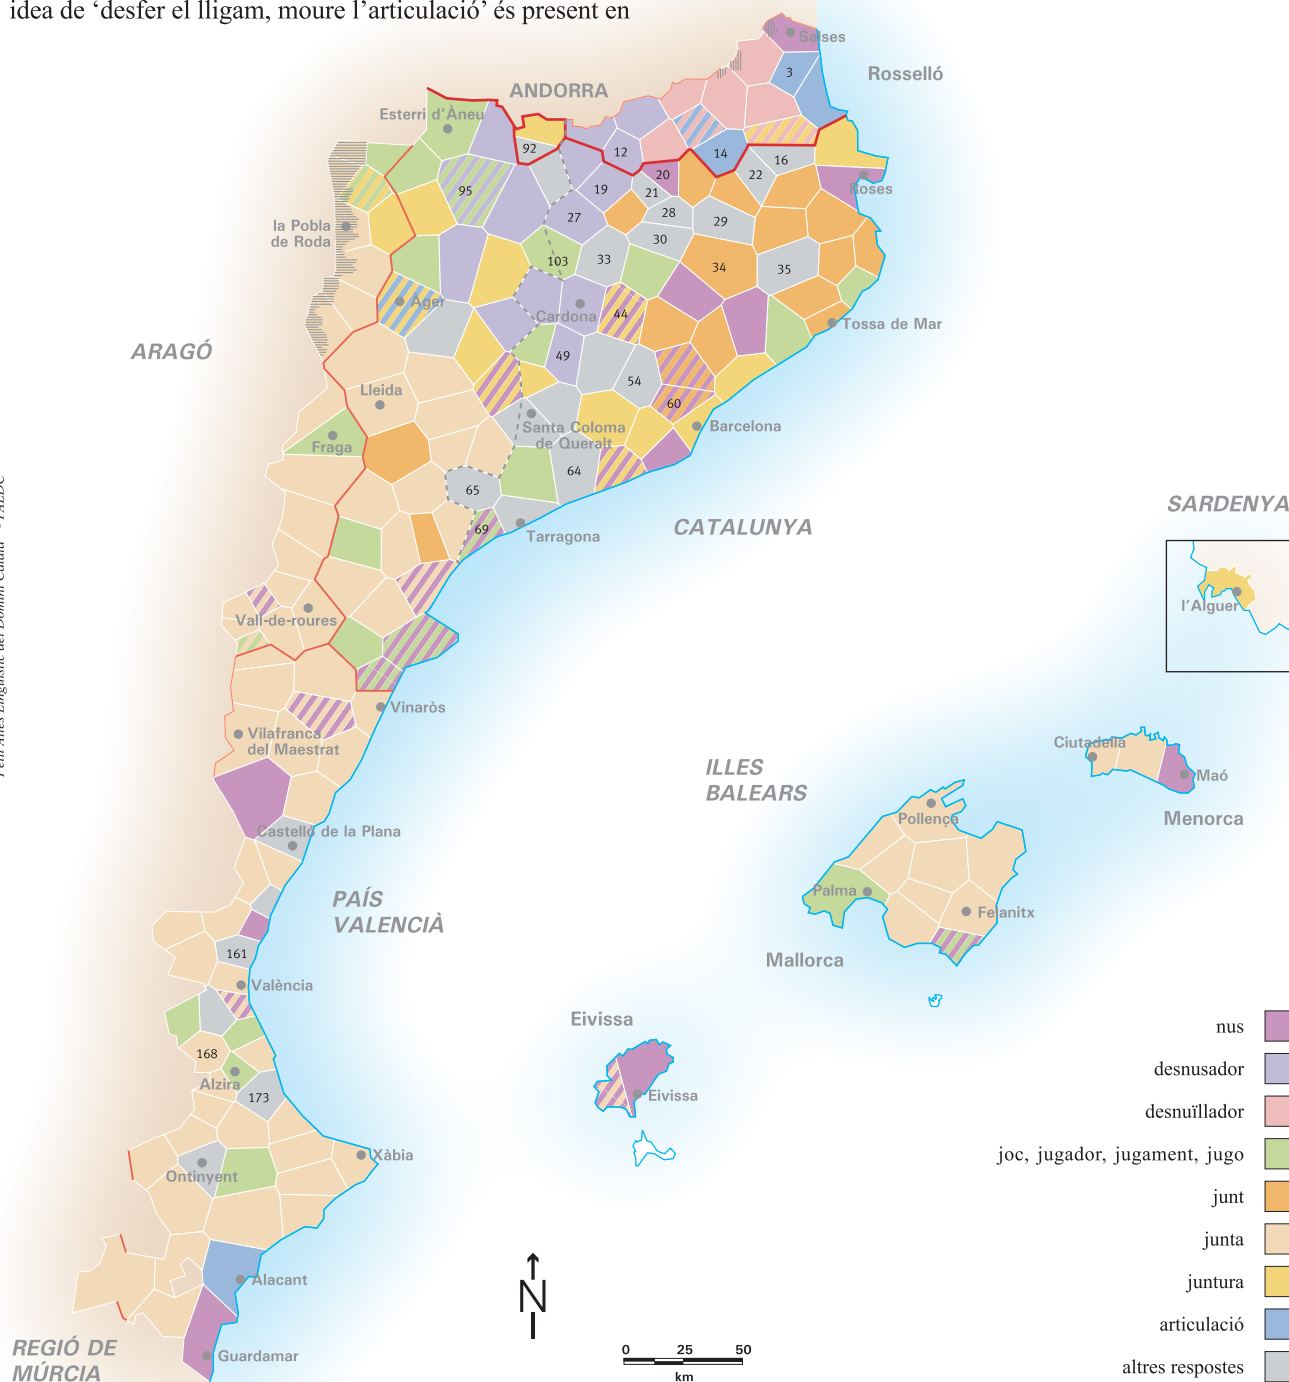 idea de ‘desfer el lligam, moure l’articulació’ és present en
Salses
3
Rosselló
ANDORRA
Esterri d’Àneu
92
12
14
16
20
22
95
19
21
Roses
27
28
29
la Pobla
de Roda
30
103
33
34
35
Àger
Cardona
44
Tossa de Mar
ARAGÓ
49
54
Lleida
60
Santa Coloma
de Queralt
Barcelona
Fraga
64
65
SARDENYA
69
Tarragona
CATALUNYA
l’Alguer
Vall-de-roures
Vinaròs
Vilafranca
del Maestrat
Ciutadella
Maó
ILLES
BALEARS
Pollença
Menorca
Castelló de la Plana
PAÍS
VALENCIÀ
Palma
Felanitx
161
Mallorca
València
Eivissa
168
Alzira
173
Eivissa
Xàbia
Ontinyent
Alacant
N
REGIÓ DE
MÚRCIA
Guardamar
0 25 50
km
nus
desnusador
desnuïllador
joc, jugador, jugament, jugo
junt
junta
juntura
articulació
altres respostes